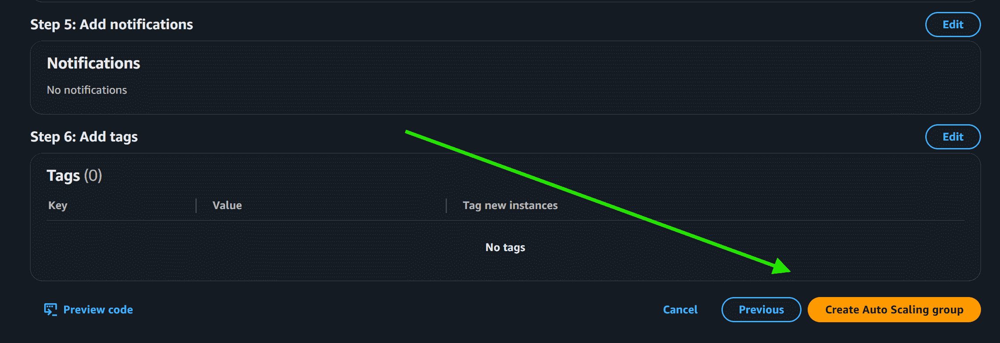 Step 5: Add notifications
Edit
Notifications
No notifications
Step 6: Add tags
Edit
Tags (0)
Key
Value
Tag new instances
No tags
Preview code
Cancel
Previous
Create Auto Scaling group